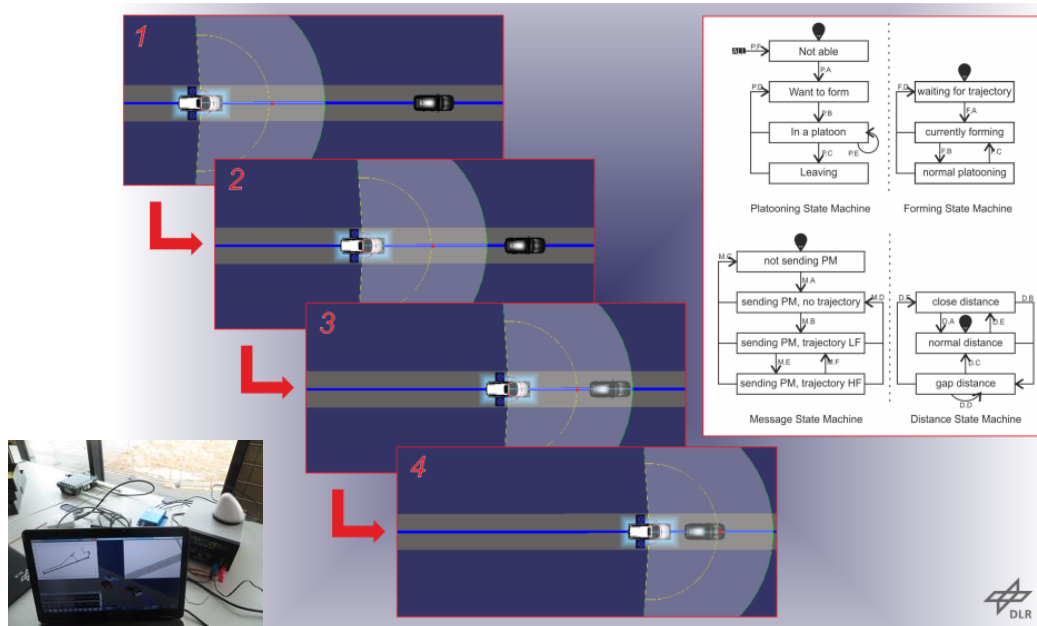 1
2
3
4
Not able
P.F
P.A
Want to form
P.D
P.B
In a platoon
P.C
P.E
Leaving
Platooning State Machine
waiting for trajectory
F.D
F.A
currently forming
F.B
F.C
normal platooning
Forming State Machine
not sending PM
M.C
M.A
sending PM, no trajectory
M.D
M.B
sending PM, trajectory LF
M.E
M.F
sending PM, trajectory HF
Message State Machine
close distance
D.B
D.A
D.E
normal distance
D.C
gap distance
D.D
Distance State Machine
DLR